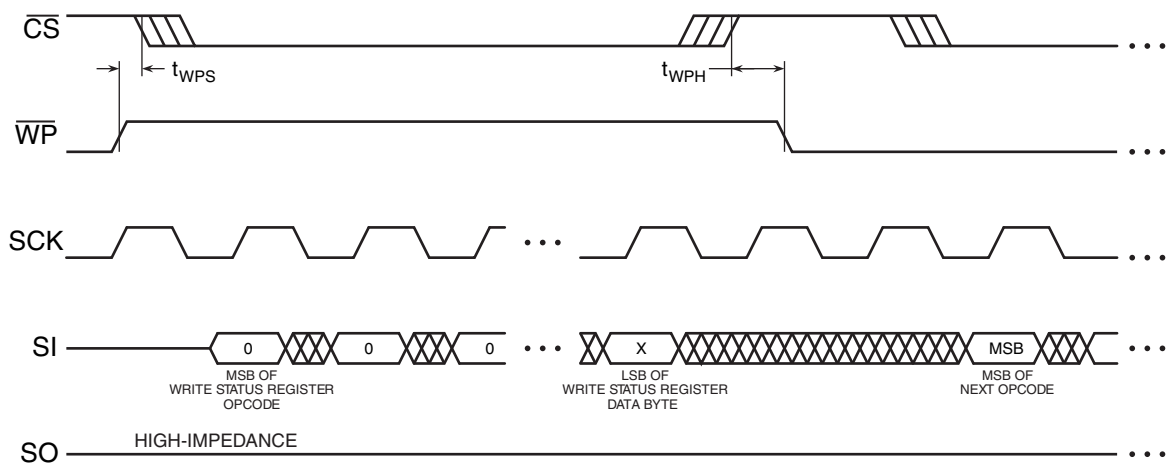 CS
tWPS
tWPH
WP
SCK
SI
0
0
0
X
MSB
MSB OF
WRITE STATUS REGISTER
OPCODE
LSB OF
WRITE STATUS REGISTER
DATA BYTE
MSB OF
NEXT OPCODE
HIGH-IMPEDANCE
SO